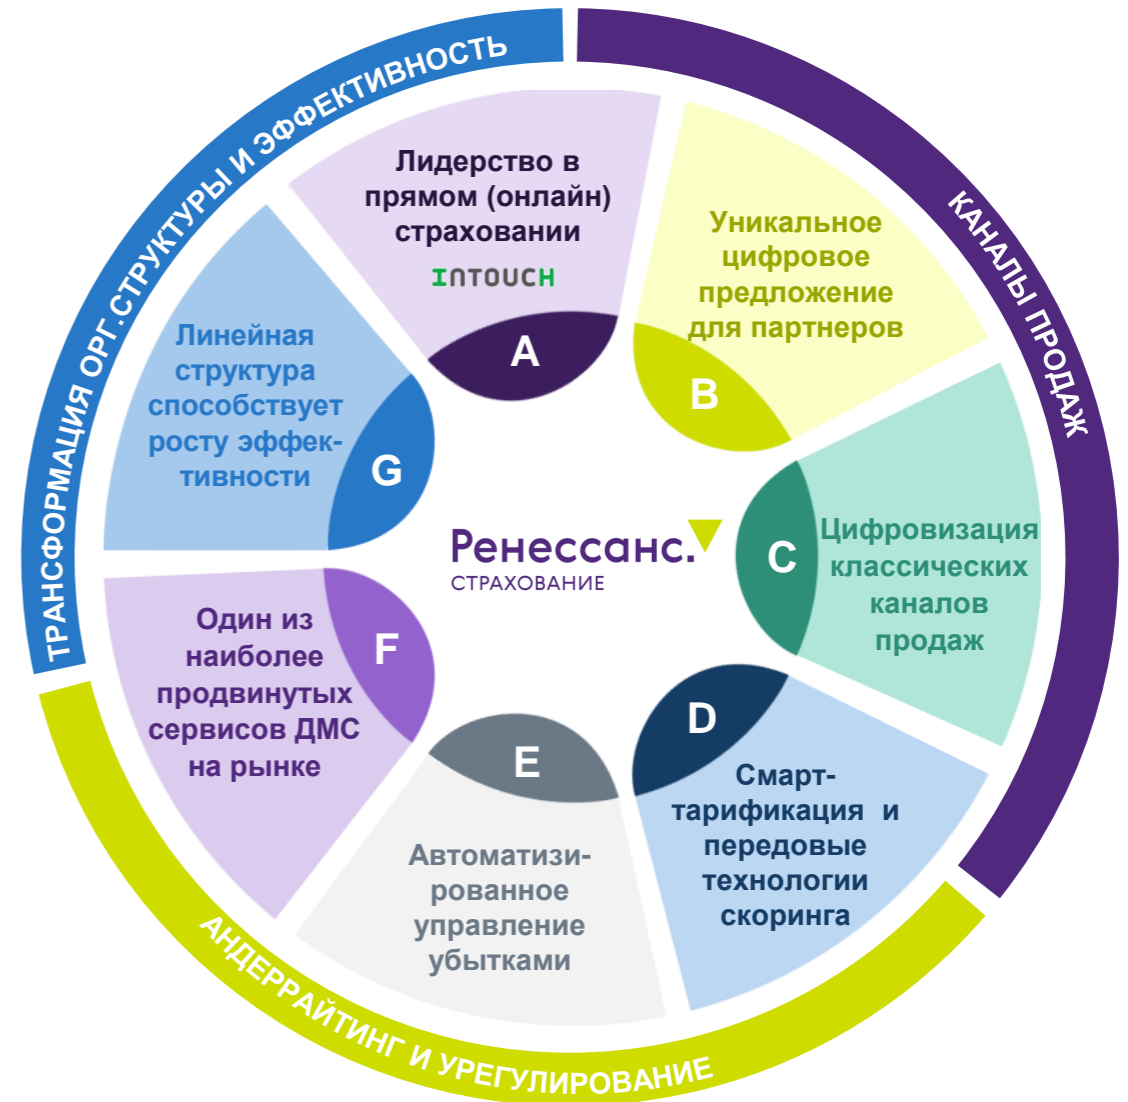 ТРАНСФОРМАЦИЯ ОРГ.СТРУКТУРЫ И ЭФФЕКТИВНОСТЬ
КАНАЛЫ ПРОДАЖ
АНДЕРРАЙТИНГ И УРЕГУЛИРОВАНИЕ
Лидерство в
прямом (онлайн)
страховании
INTOUCH
A
Уникальное
цифровое
предложение
для партнеров
B
Цифровизация
классических
каналов
продаж
C
Смарт-
тарификация и
передовые
технологии
скоринга
D
Автоматизи-
рованное
управление
убытками
E
Один из
наиболее
продвинутых
сервисов ДМС
на рынке
F
Линейная
структура
способствует
росту эффек-
тивности
G
Ренессанс.
СТРАХОВАНИЕ